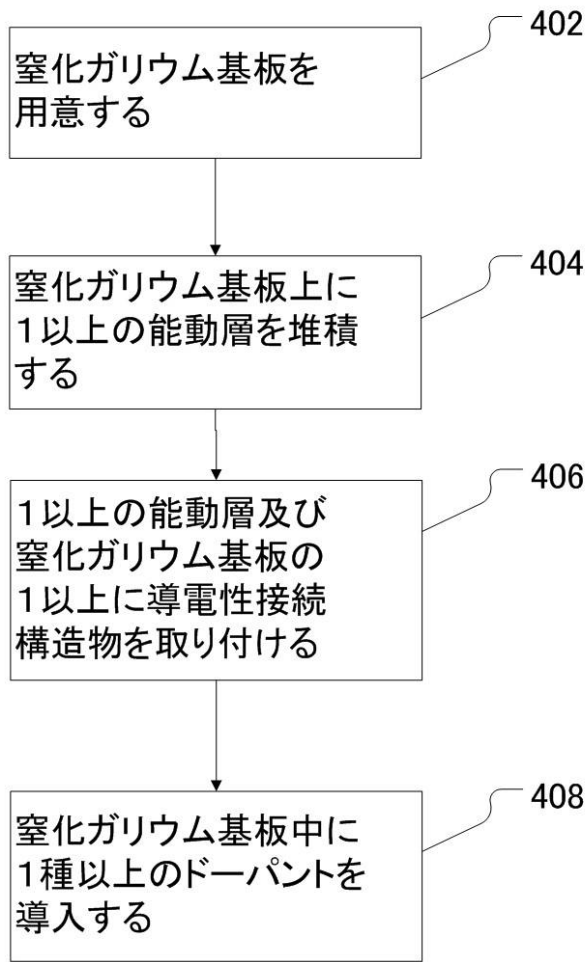 402
窒化ガリウム基板を
用意する
404
窒化ガリウム基板上に
1以上の能動層を堆積
する
406
1以上の能動層及び
窒化ガリウム基板の
1以上に導電性接続
構造物を取り付ける
408
窒化ガリウム基板中に
1種以上のドーパントを
導入する